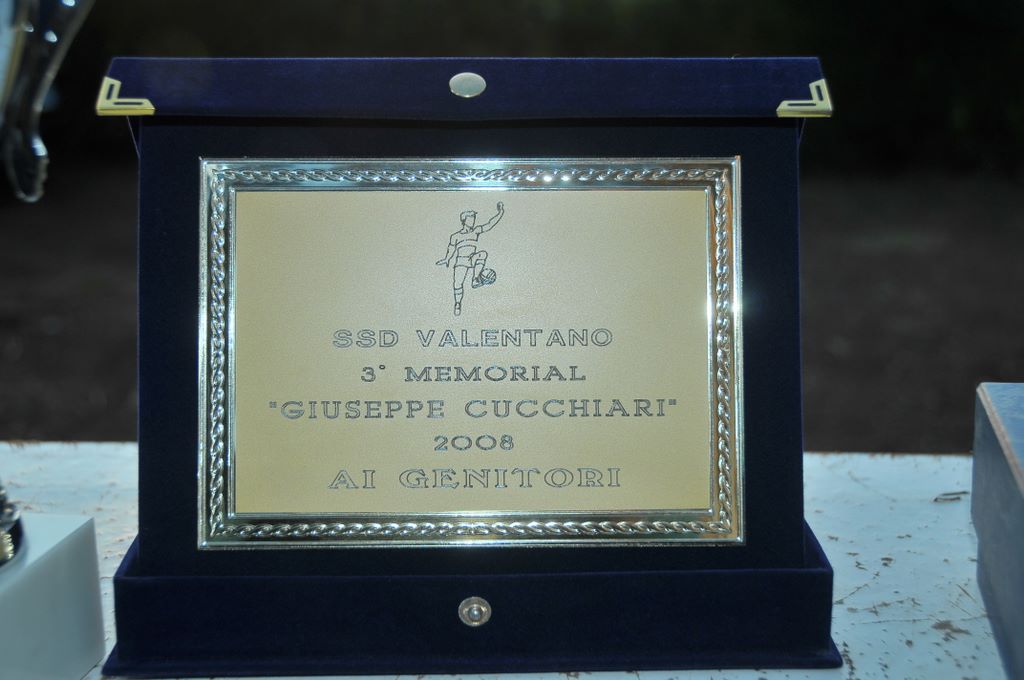 SSD VALENTANO
3° MEMORIAL
"GIUSEPPE CUCCHIARI"
2008
AI GENITORI